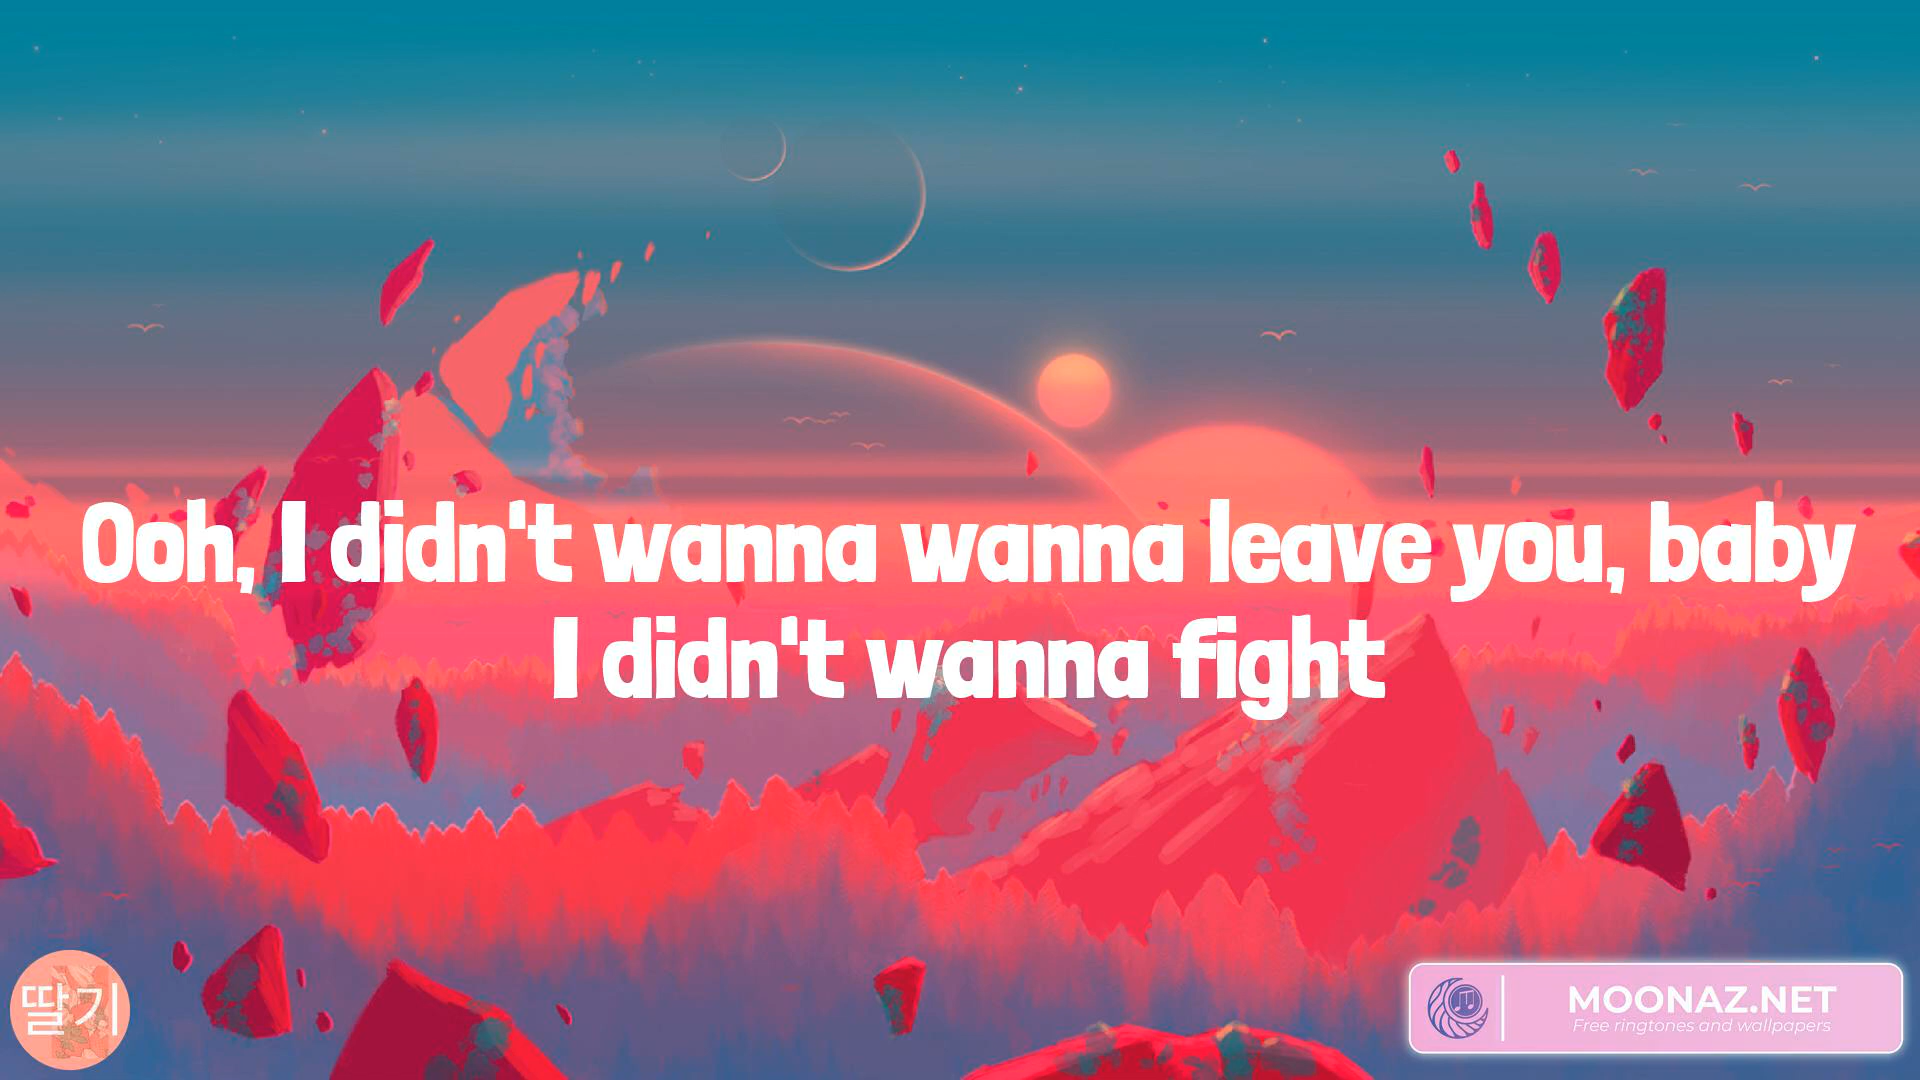 Ooh, I didn't wanna wanna leave you, baby
I didn't wanna fight
딸기
MOONAZ.NET
Free ringtones and wallpapers